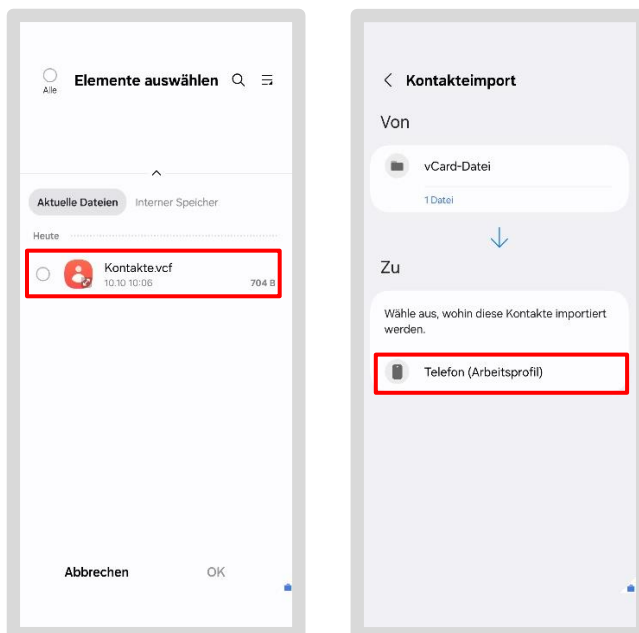 Elemente auswählen
Alle
Aktuelle Dateien Interner Speicher
Heute
Kontakte.vcf
10.10 10:06 704 B
Abbrechen OK
Kontakteimport
Von
vCard-Datei
1 Datei
Zu
Wähle aus, wohin diese Kontakte importiert
werden.
Telefon (Arbeitsprofil)